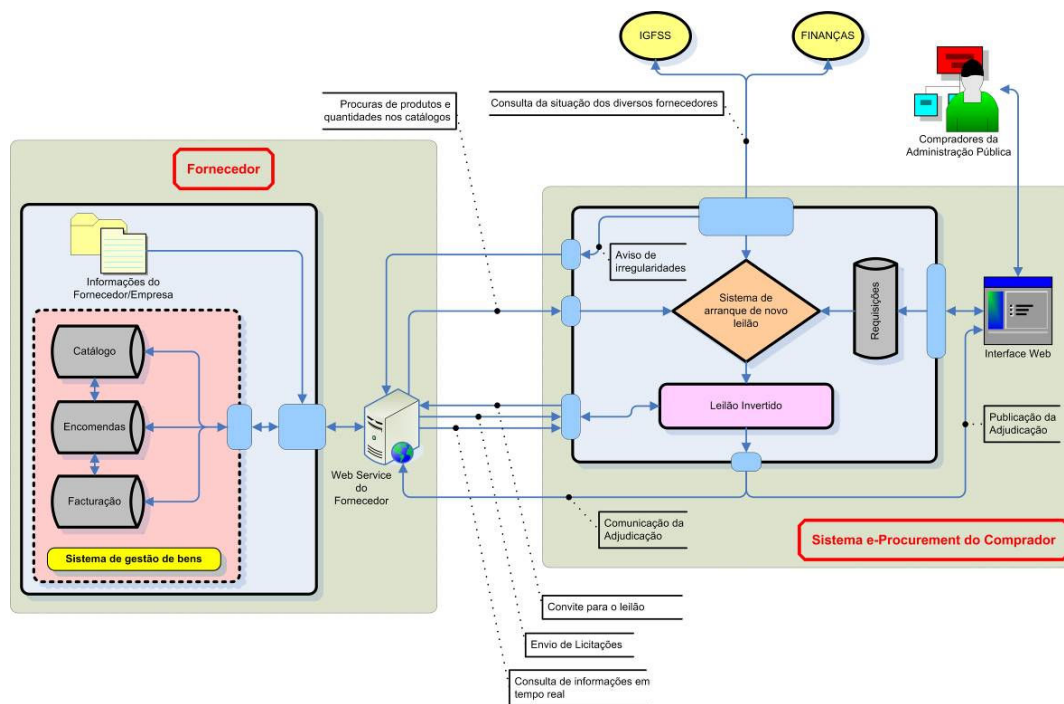 IGFSS
FINANÇAS
Procuras de produtos e
quantidades nos catálogos
Consulta da situação dos diversos fornecedores
Compradores da
Administração Pública
Fornecedor
Informações do
Fornecedor/Empresa
Catálogo
Encomendas
Facturação
Sistema de gestão de bens
Web Service
do
Fornecedor
Aviso de
irregularidades
Sistema de
arranque de novo
leilão
Requisições
Interface Web
Leilão Invertido
Publicação da
Adjudicação
Comunicação da
Adjudicação
Sistema e-Procurement do Comprador
Convite para o leilão
Envio de Licitações
Consulta de informações em
tempo real